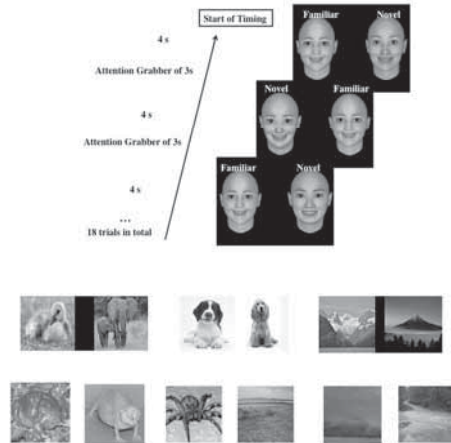 Start of Timing
Familiar Novel
4 s
Attention Grabber of 3s
Novel Familiar
4 s
Attention Grabber of 3s
Familiar Novel
4 s
...
18 trials in total